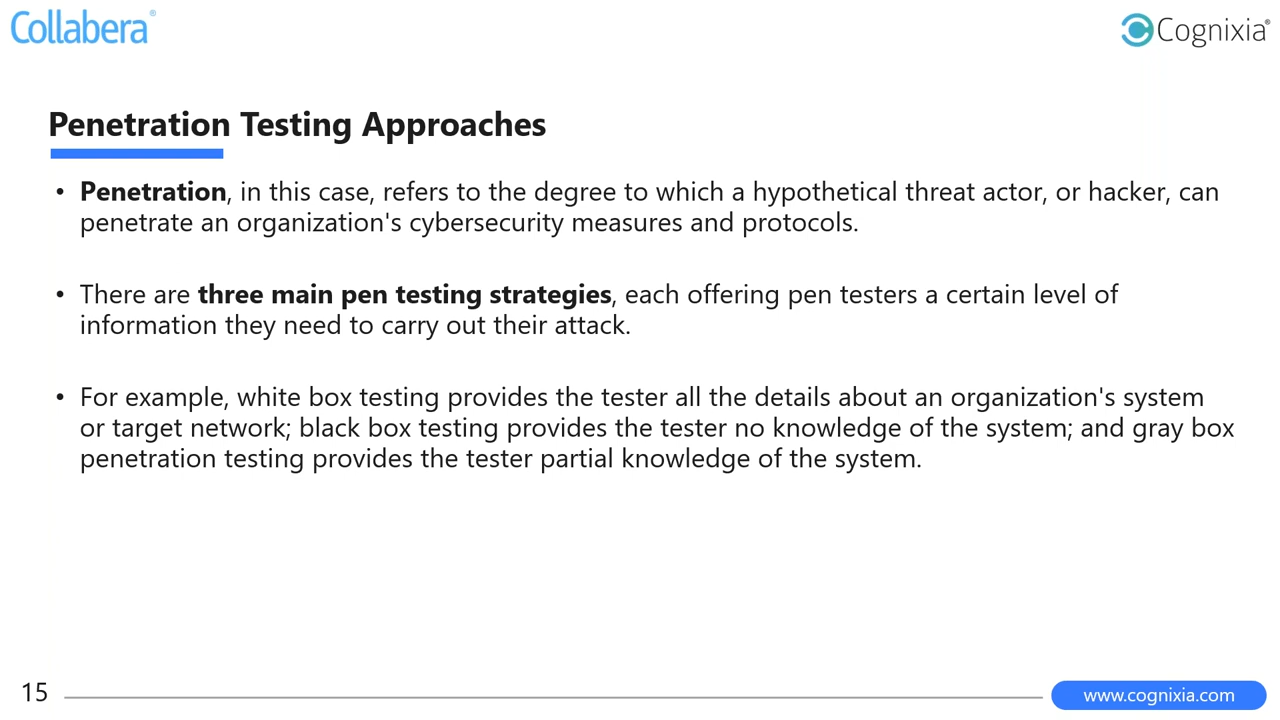 Collabera®
Cognixia®
Penetration Testing Approaches
• Penetration, in this case, refers to the degree to which a hypothetical threat actor, or hacker, can
penetrate an organization's cybersecurity measures and protocols.
• There are three main pen testing strategies, each offering pen testers a certain level of
information they need to carry out their attack.
• For example, white box testing provides the tester all the details about an organization's system
or target network; black box testing provides the tester no knowledge of the system; and gray box
penetration testing provides the tester partial knowledge of the system.
15
www.cognixia.com